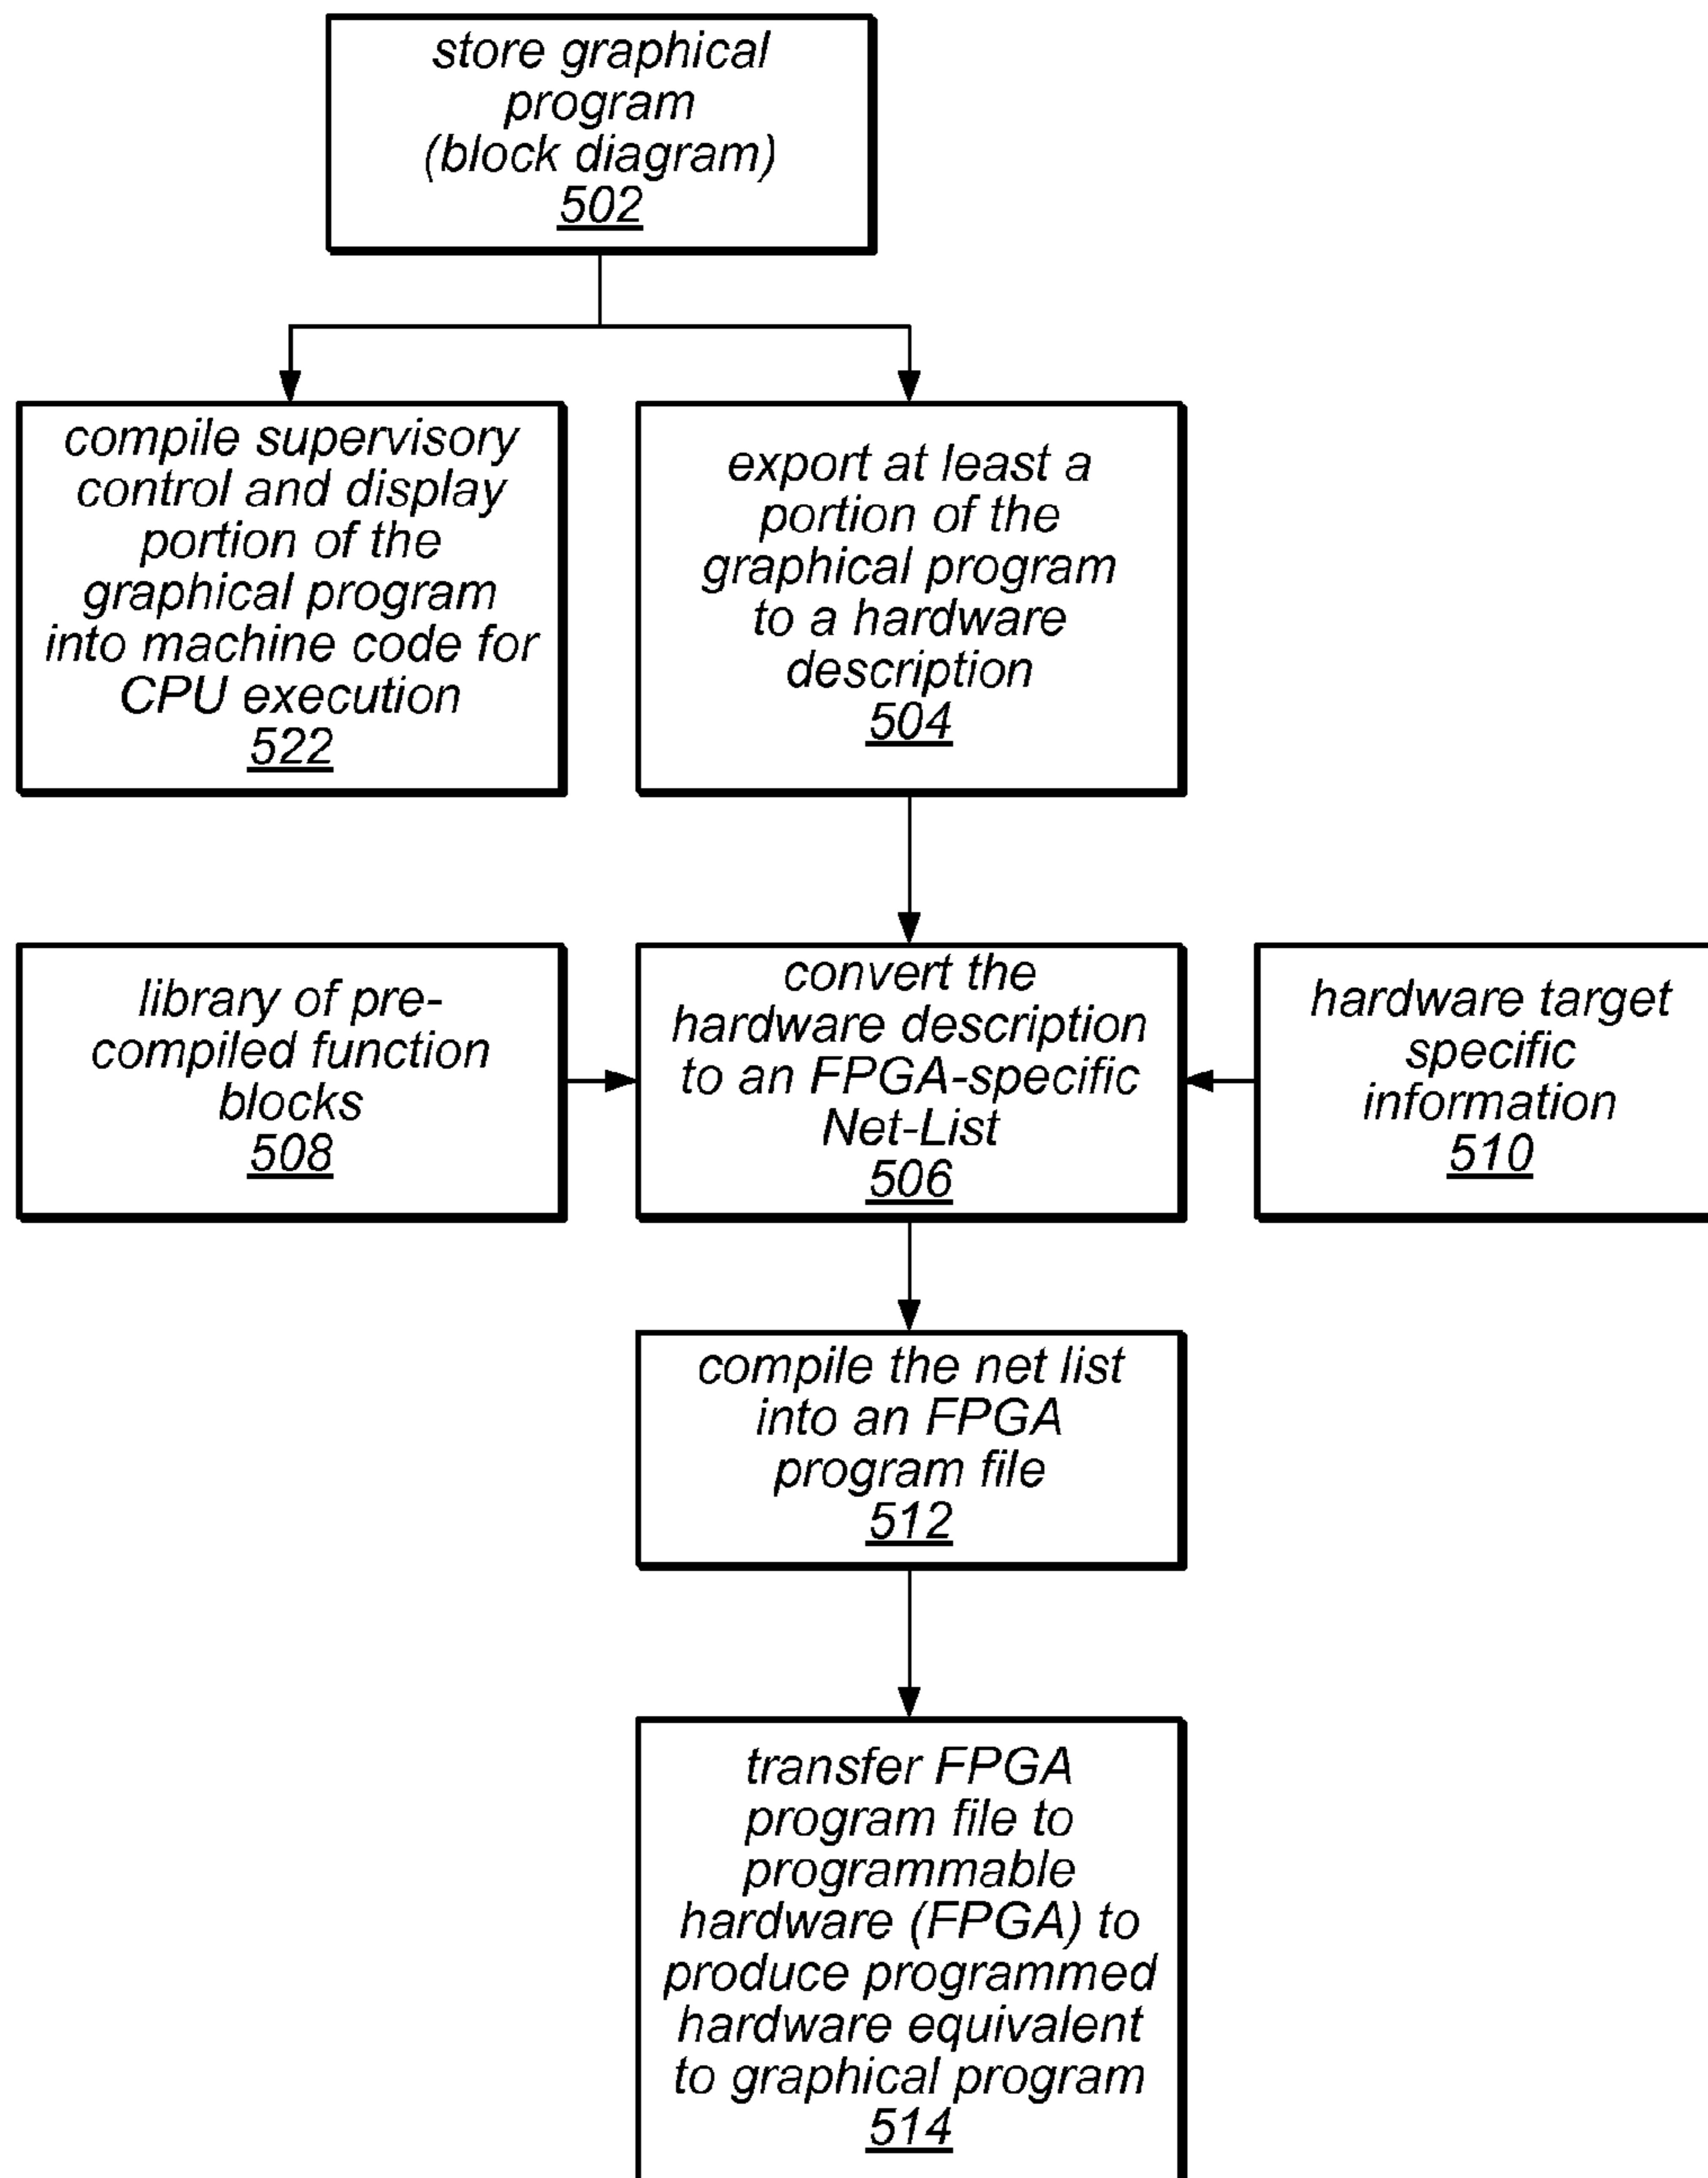 store graphical
program
(block diagram)
502
compile supervisory
control and display
portion of the
graphical program
into machine code for
CPU execution
522
export at least a
portion of the
graphical program
to a hardware
description
504
library of pre-
compiled function
blocks
508
convert the
hardware description
to an FPGA-specific
Net-List
506
hardware target
specific
information
510
compile the net list
into an FPGA
program file
512
transfer FPGA
program file to
programmable
hardware (FPGA) to
produce programmed
hardware equivalent
to graphical program
514